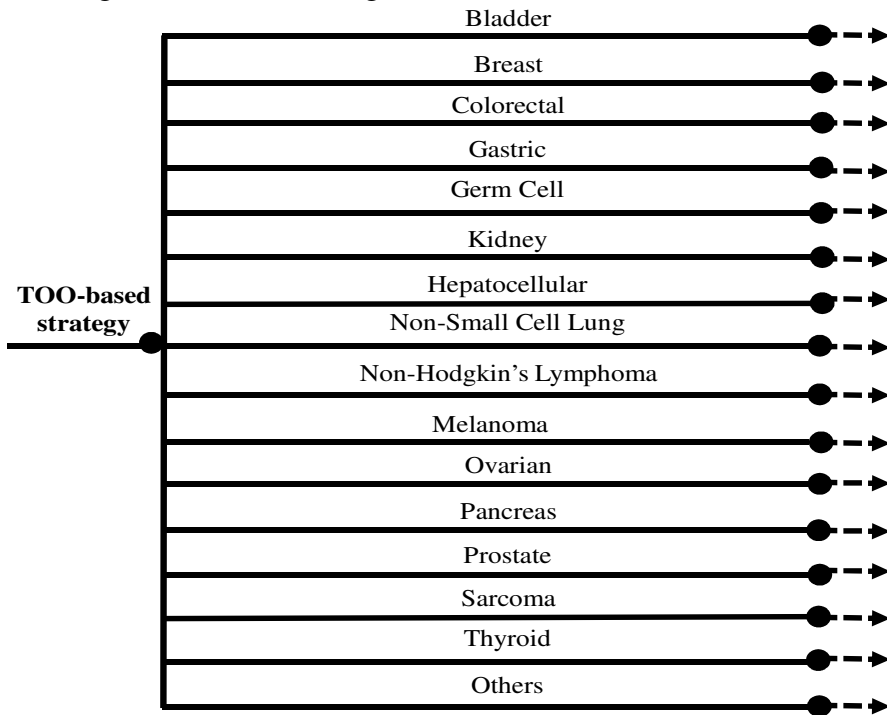 Bladder
Breast
Colorectal
Gastric
Germ Cell
Kidney
Hepatocellular
TOO-based
strategy
Non-Small Cell Lung
Non-Hodgkin's Lymphoma
Melanoma
Ovarian
Pancreas
Prostate
Sarcoma
Thyroid
Others